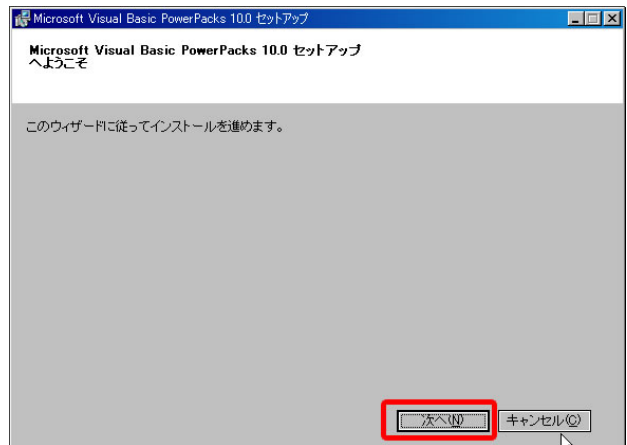 Microsoft Visual Basic PowerPacks 10.0 セットアップ
Microsoft Visual Basic PowerPacks 10.0 セットアップ
へようこそ
このウィザードに従ってインストールを進めます。
次へ(N)
キャンセル(C)